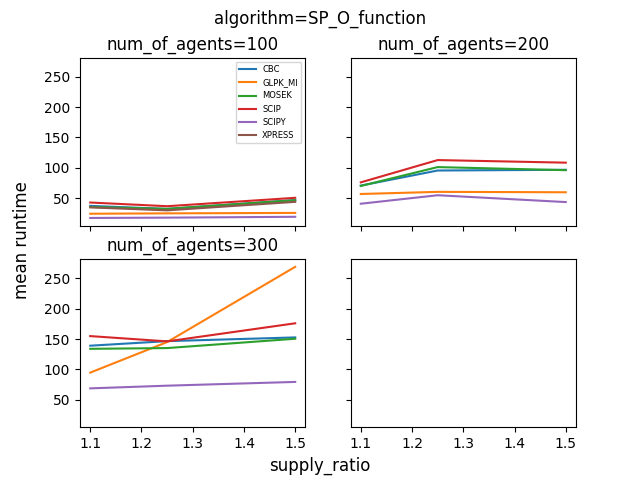 algorithm=SP_O_function
num_of_agents=100
num_of_agents=200
250
200
150
100
50
CBC
GLPK_MI
MOSEK
SCIP
SCIPY
XPRESS
mean runtime
num_of_agents=300
250
200
150
100
50
1.1 1.2 1.3 1.4 1.5
1.1 1.2 1.3 1.4 1.5
supply_ratio